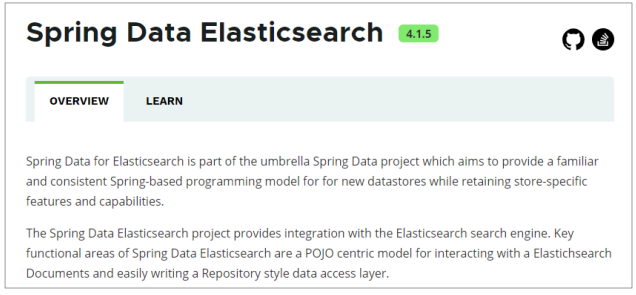 Spring Data Elasticsearch 4.1.5
OVERVIEW LEARN
Spring Data for Elasticsearch is part of the umbrella Spring Data project which aims to provide a familiar
and consistent Spring-based programming model for for new datastores while retaining store-specific
features and capabilities.
The Spring Data Elasticsearch project provides integration with the Elasticsearch search engine. Key
functional areas of Spring Data Elasticsearch are a POJO centric model for interacting with a Elastichsearch
Documents and easily writing a Repository style data access layer.